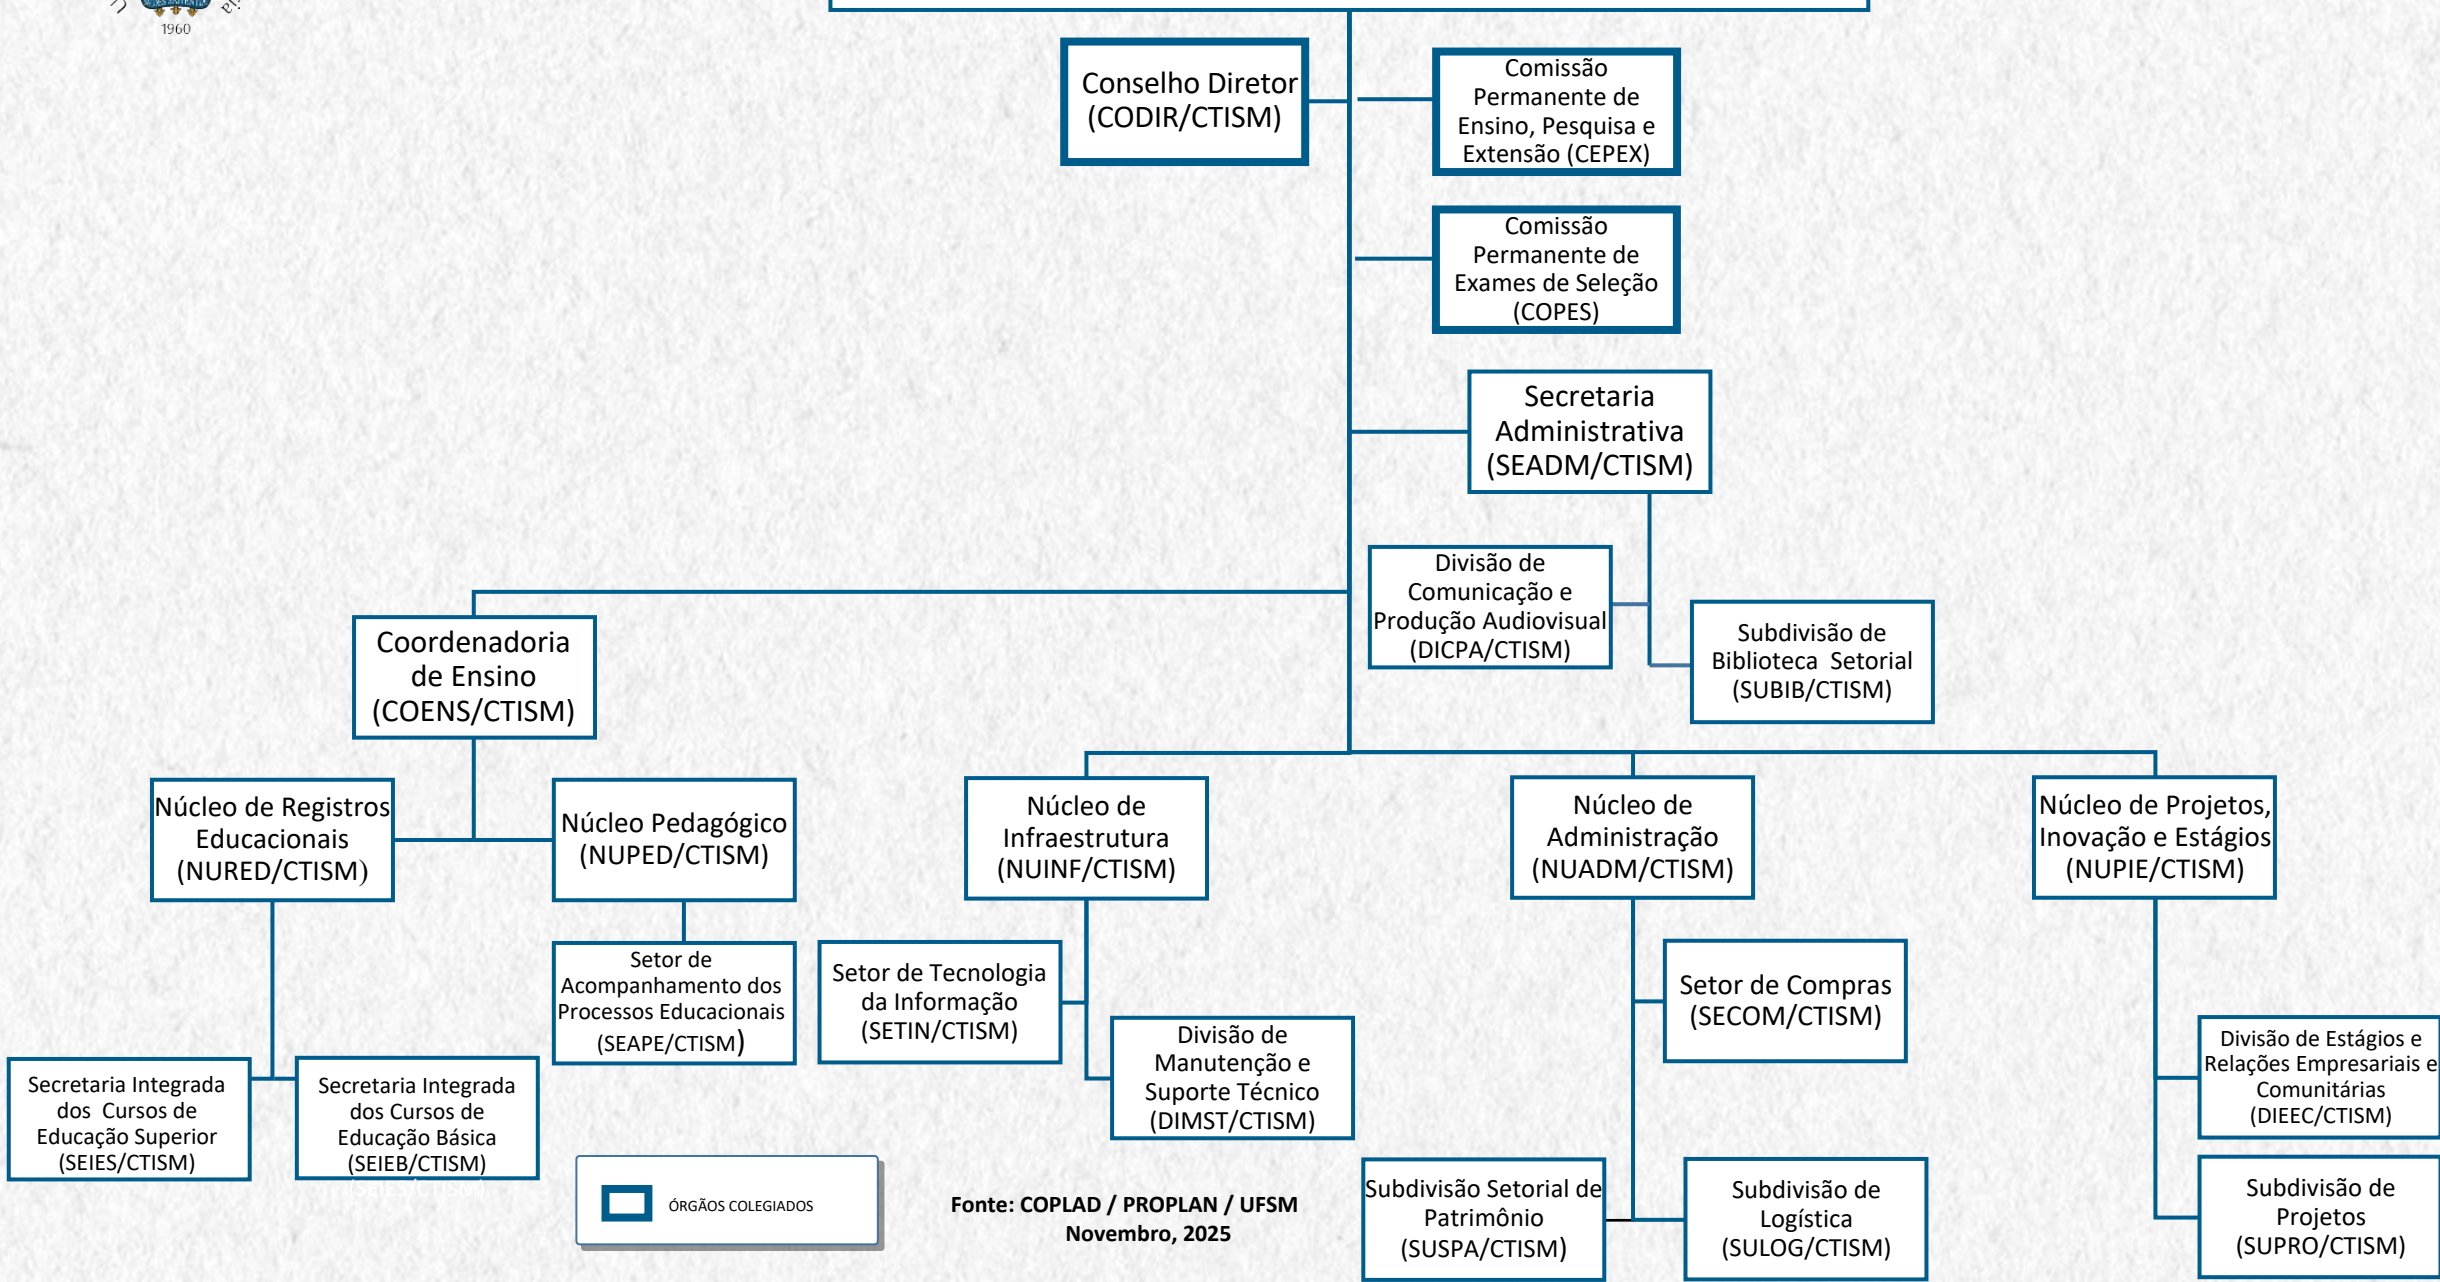 1960
Conselho Diretor
(CODIR/CTISM)
Comissão
Permanente de
Ensino, Pesquisa e
Extensão (CEPEX)
Comissão
Permanente de
Exames de Seleção
(COPES)
Secretaria
Administrativa
(SEADM/CTISM)
Divisão de
Comunicação e
Produção Audiovisual
(DICPA/CTISM)
Subdivisão de
Biblioteca Setorial
(SUBIB/CTISM)
Coordenadoria
de Ensino
(COENS/CTISM)
Núcleo de Registros
Educacionais
(NURED/CTISM)
Núcleo Pedagógico
(NUPED/CTISM)
Núcleo de
Infraestrutura
(NUINF/CTISM)
Núcleo de
Administração
(NUADM/CTISM)
Núcleo de Projetos,
Inovação e Estágios
(NUPIE/CTISM)
Setor de
Acompanhamento dos
Processos Educacionais
(SEAPE/CTISM)
Setor de Tecnologia
da Informação
(SETIN/CTISM)
Setor de Compras
(SECOM/CTISM)
Divisão de
Manutenção e
Suporte Técnico
(DIMST/CTISM)
Divisão de Estágios e
Relações Empresariais e
Comunitárias
(DIEEC/CTISM)
Secretaria Integrada
dos Cursos de
Educação Superior
(SEIES/CTISM)
Secretaria Integrada
dos Cursos de
Educação Básica
(SEIEB/CTISM)
ÓRGÃOS COLEGIADOS
Fonte: COPLAD / PROPLAN / UFSM
Novembro, 2025
Subdivisão Setorial de
Patrimônio
(SUSPA/CTISM)
Subdivisão de
Logística
(SULOG/CTISM)
Subdivisão de
Projetos
(SUPRO/CTISM)